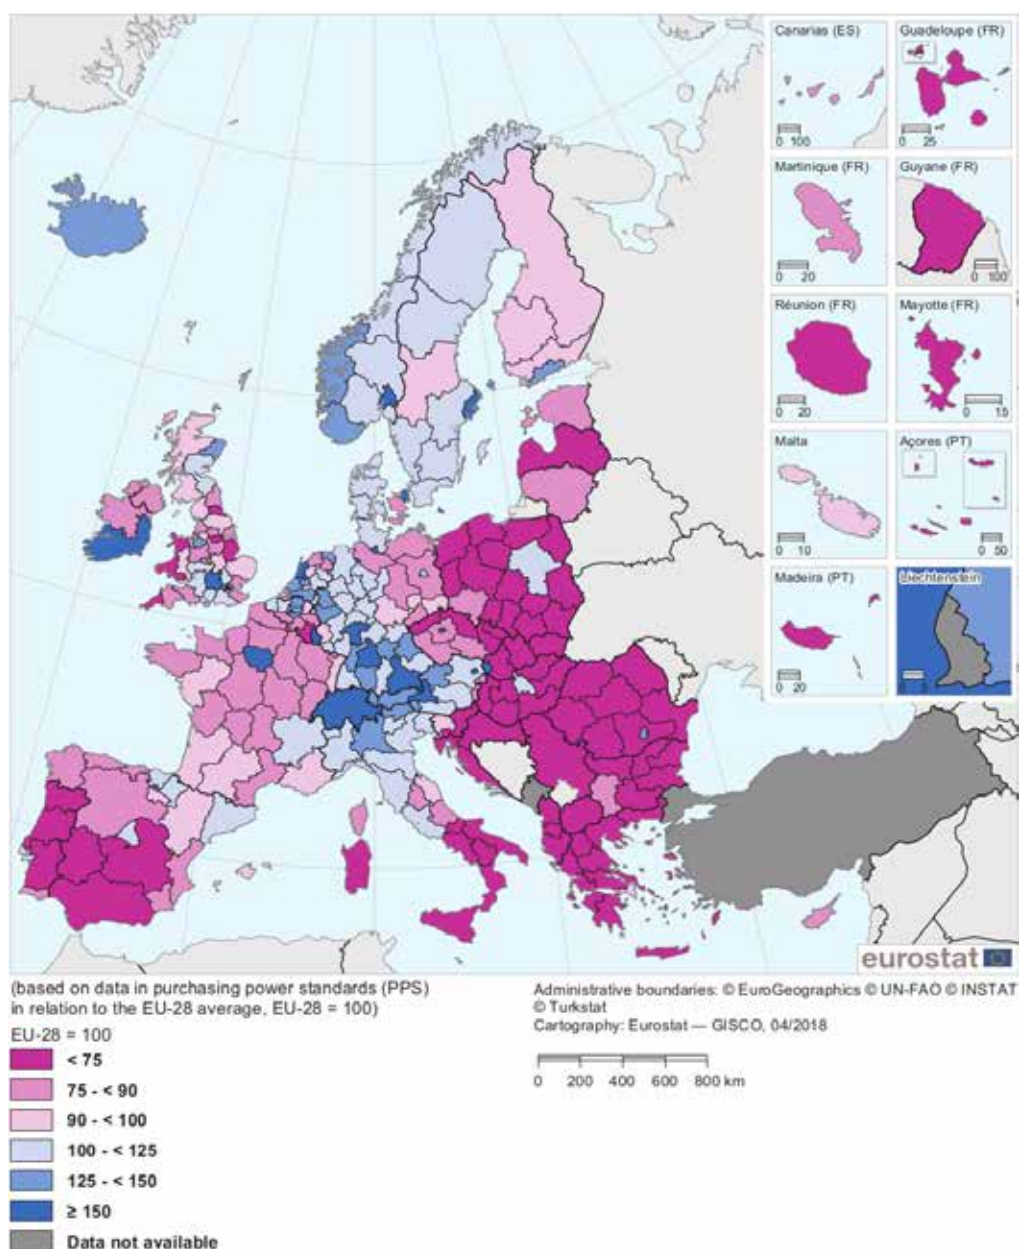 Canarias (ES)
0 100
Guadeloupe (FR)
0 25
Martinique (FR)
0 20
Guyane (FR)
0 100
Réunion (FR)
0 20
Mayotte (FR)
0 15
Malta
0 10
Açores (PT)
0 50
Madeira (PT)
0 20
Liechtenstein
eurostat
(based on data in purchasing power standards (PPS)
in relation to the EU-28 average, EU-28 = 100)
EU-28 = 100
< 75
75 - < 90
90 - < 100
100 - < 125
125 - < 150
≥ 150
Data not available
Administrative boundaries: © EuroGeographics © UN-FAO © INSTAT
© Turkstat
Cartography: Eurostat — GISCO, 04/2018
0 200 400 600 800 km